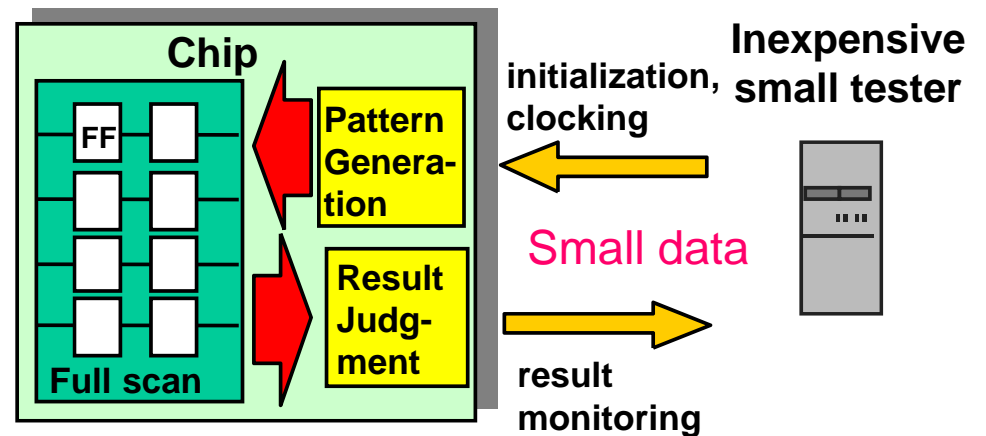 Chip
FF
Full scan
Pattern
Genera-
tion
Result
Judg-
ment
initialization,
clocking
Small data
result
monitoring
Inexpensive
small tester